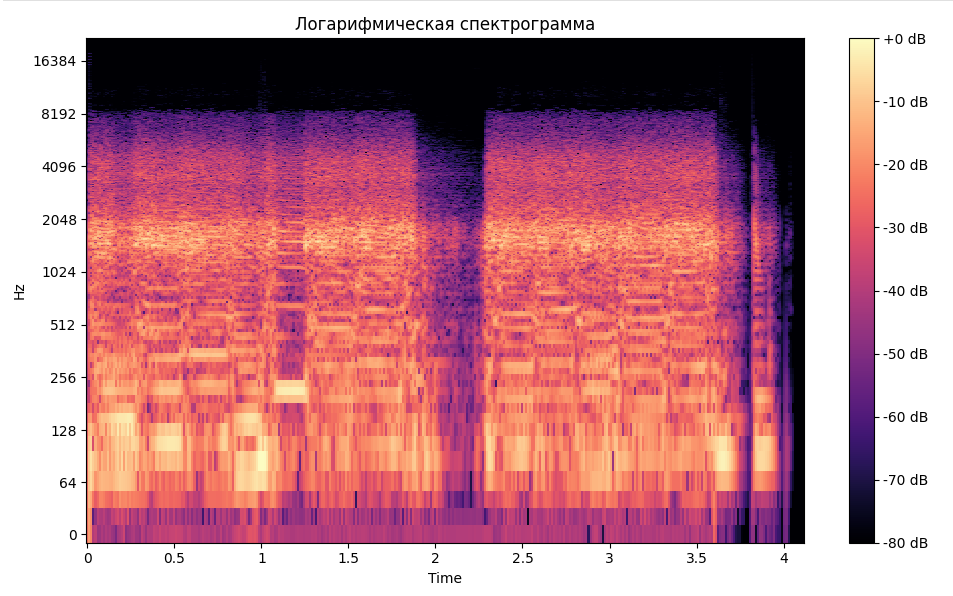 Логарифмическая спектрограмма
16384
8192
4096
2048
1024
512
256
128
64
0
Hz
0 0.5 1 1.5 2 2.5 3 3.5 4
Time
+0 dB
-10 dB
-20 dB
-30 dB
-40 dB
-50 dB
-60 dB
-70 dB
-80 dB